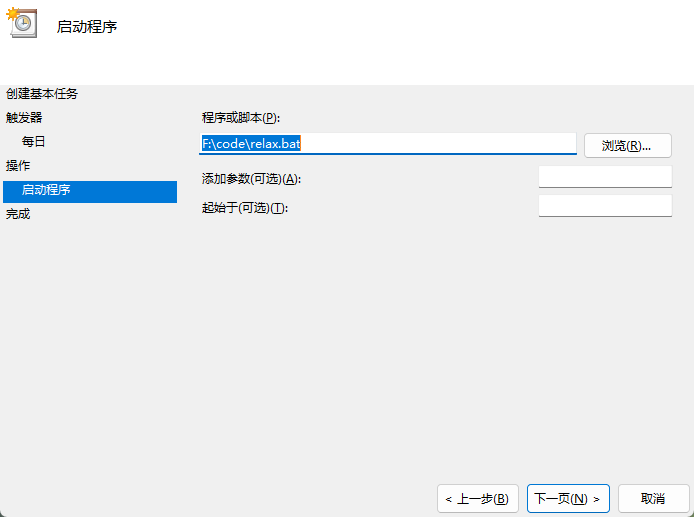 启动程序
创建基本任务
触发器
每日
操作
启动程序
完成
程序或脚本(P):
F:\code\relax.bat
浏览(R)...
添加参数(可选)(A):
起始于(可选)(T):
< 上一步(B)
下一页(N) >
取消